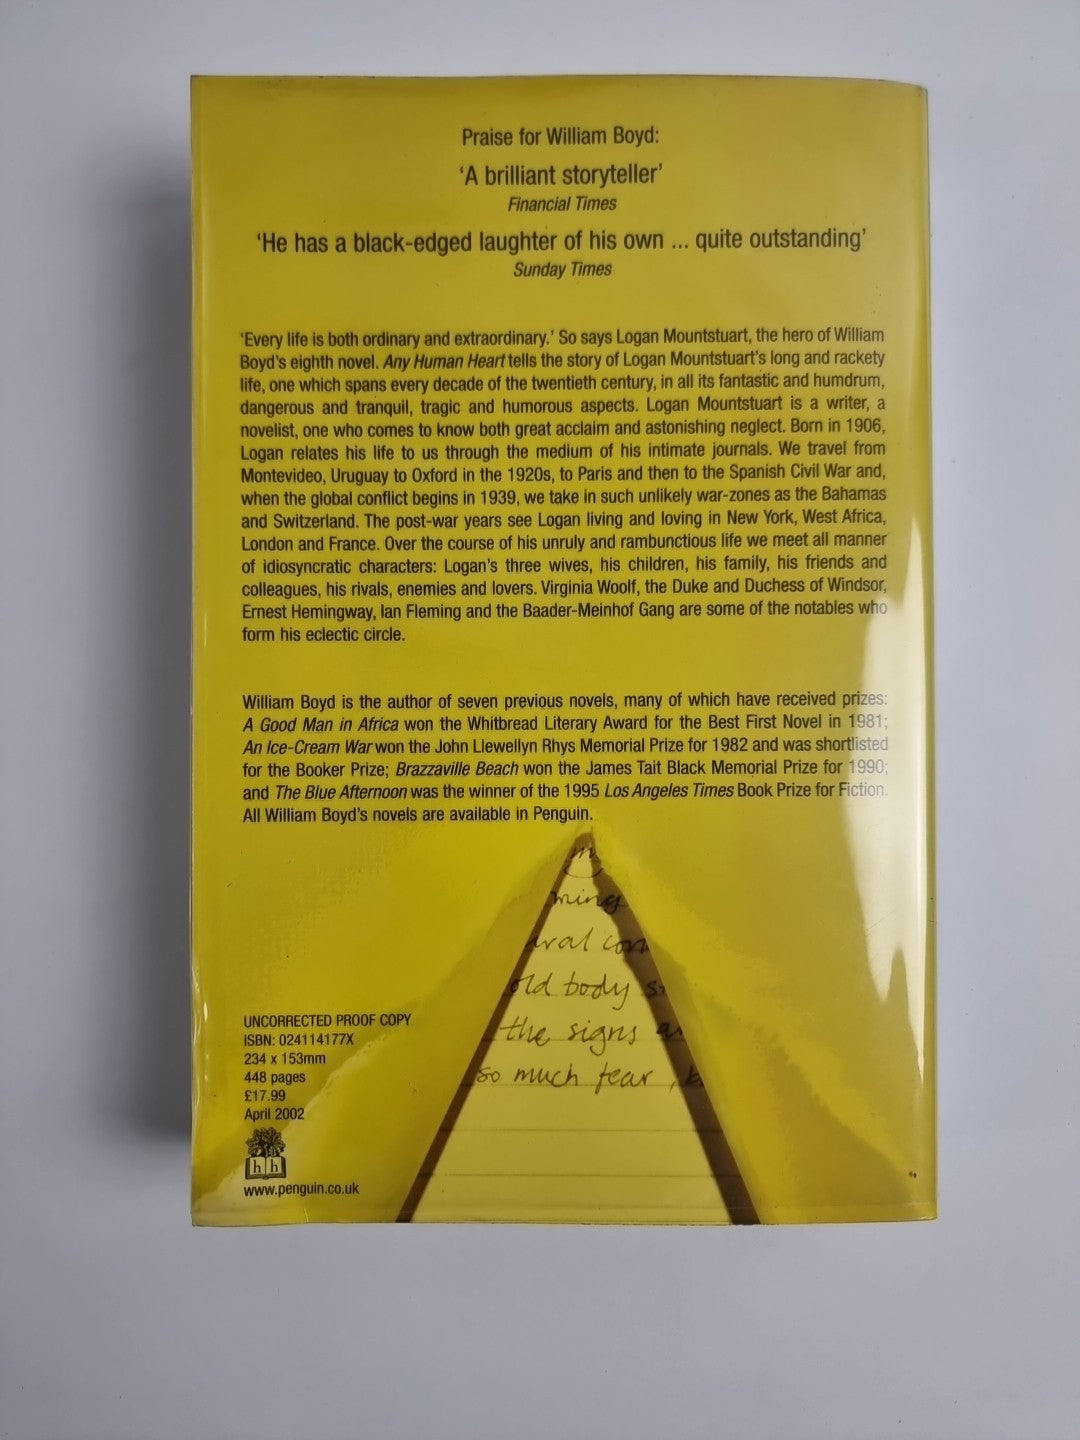 Praise for William Boyd:
‘A brilliant storyteller’
Financial Times
‘He has a black-edged laughter of his own ... quite outstanding’
Sunday Times
‘Every life is both ordinary and extraordinary.’ So says Logan Mountstuart, the hero of William
Boyd’s eighth novel. Any Human Heart tells the story of Logan Mountstuart’s long and rackety
life, one which spans every decade of the twentieth century, in all its fantastic and humdrum,
dangerous and tranquil, tragic and humorous aspects. Logan Mountstuart is a writer, a
novelist, one who comes to know both great acclaim and astonishing neglect. Born in 1906,
Logan relates his life to us through the medium of his intimate journals. We travel from
Montevideo, Uruguay to Oxford in the 1920s, to Paris and then to the Spanish Civil War and,
when the global conflict begins in 1939, we take in such unlikely war-zones as the Bahamas
and Switzerland. The post-war years see Logan living and loving in New York, West Africa,
London and France. Over the course of his unruly and rambunctious life we meet all manner
of idiosyncratic characters: Logan’s three wives, his children, his family, his friends and
colleagues, his rivals, enemies and lovers. Virginia Woolf, the Duke and Duchess of Windsor,
Ernest Hemingway, Ian Fleming and the Baader-Meinhof Gang are some of the notables who
form his eclectic circle.
William Boyd is the author of seven previous novels, many of which have received prizes:
A Good Man in Africa won the Whitbread Literary Award for the Best First Novel in 1981;
An Ice-Cream War won the John Llewellyn Rhys Memorial Prize for 1982 and was shortlisted
for the Booker Prize; Brazzaville Beach won the James Tait Black Memorial Prize for 1990;
and The Blue Afternoon was the winner of the 1995 Los Angeles Times Book Prize for Fiction.
All William Boyd’s novels are available in Penguin.
ming
old body
the signs
so much fear,
UNCORRECTED PROOF COPY
ISBN: 024114177X
234 x 153mm
448 pages
£17.99
April 2002
h h
www.penguin.co.uk